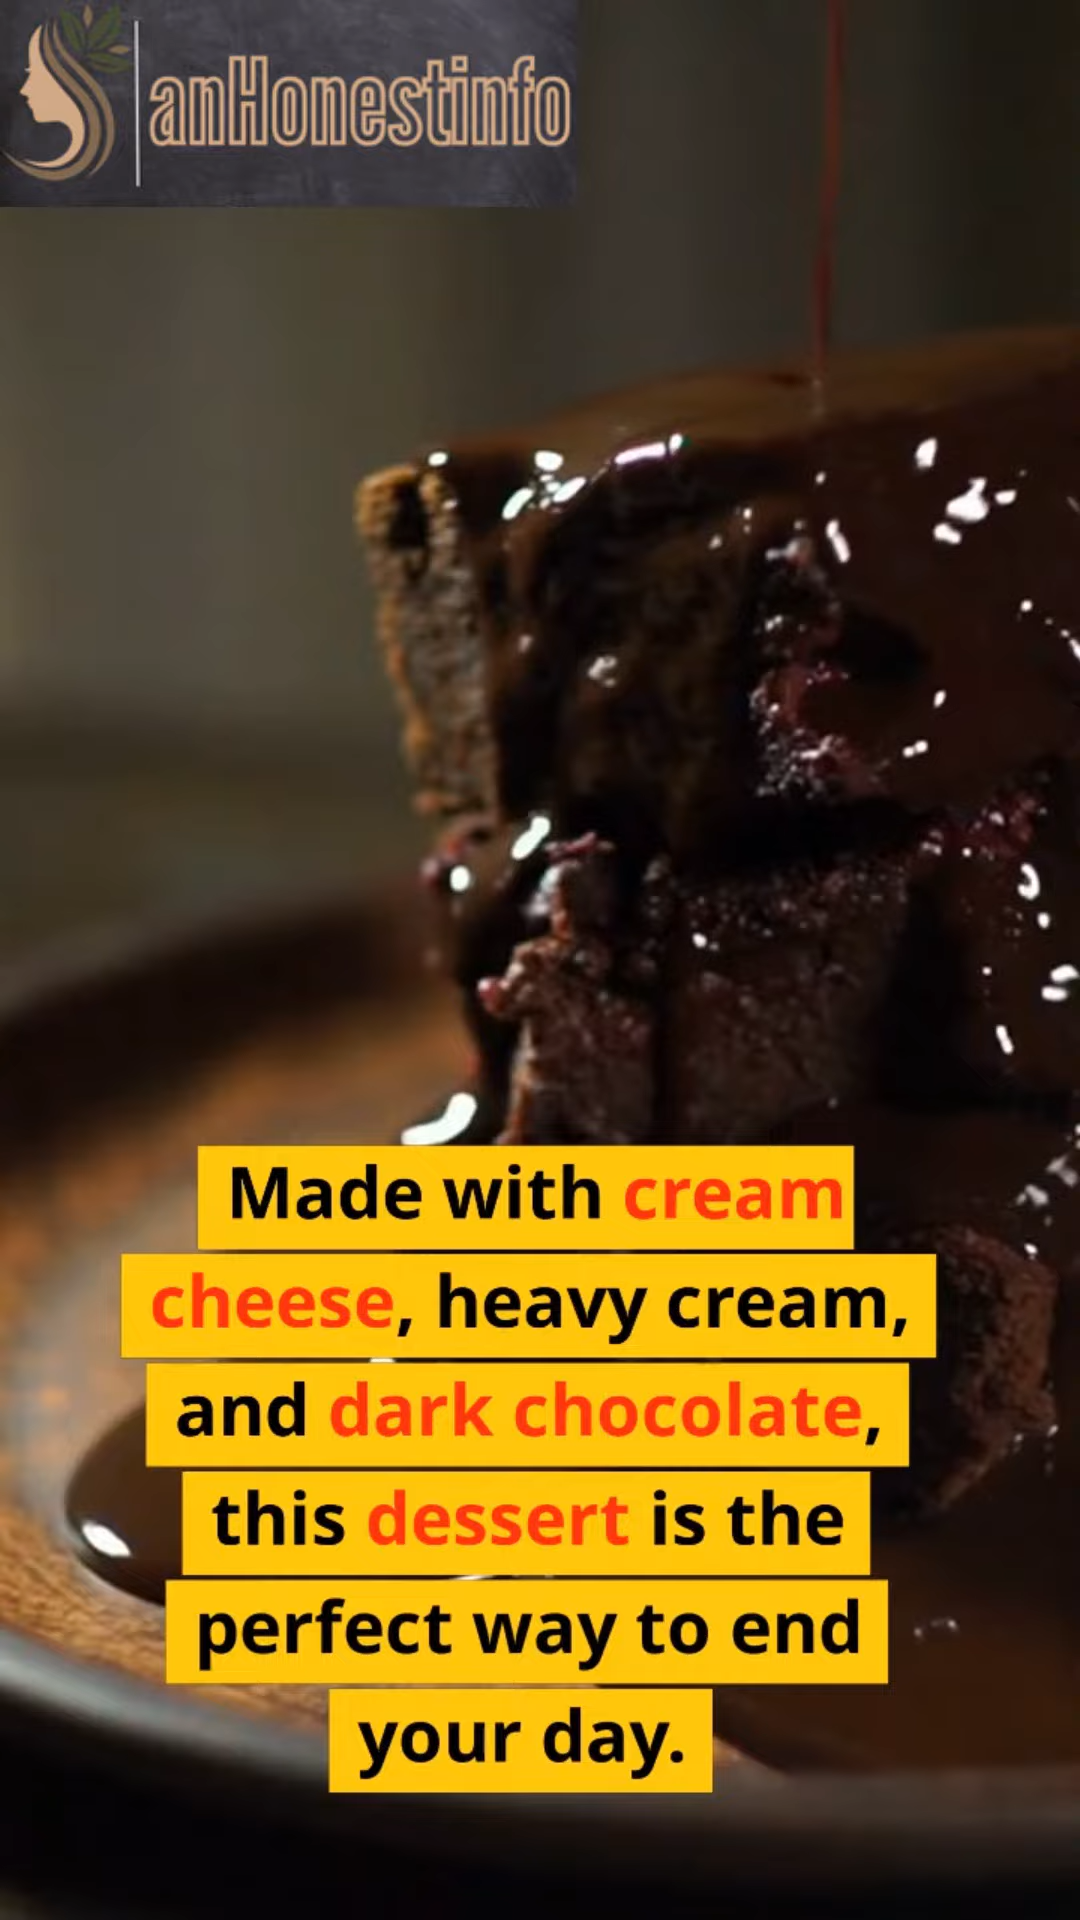 anHonestinfo
Made with cream
cheese, heavy cream,
and dark chocolate,
this dessert is the
perfect way to end
your day.